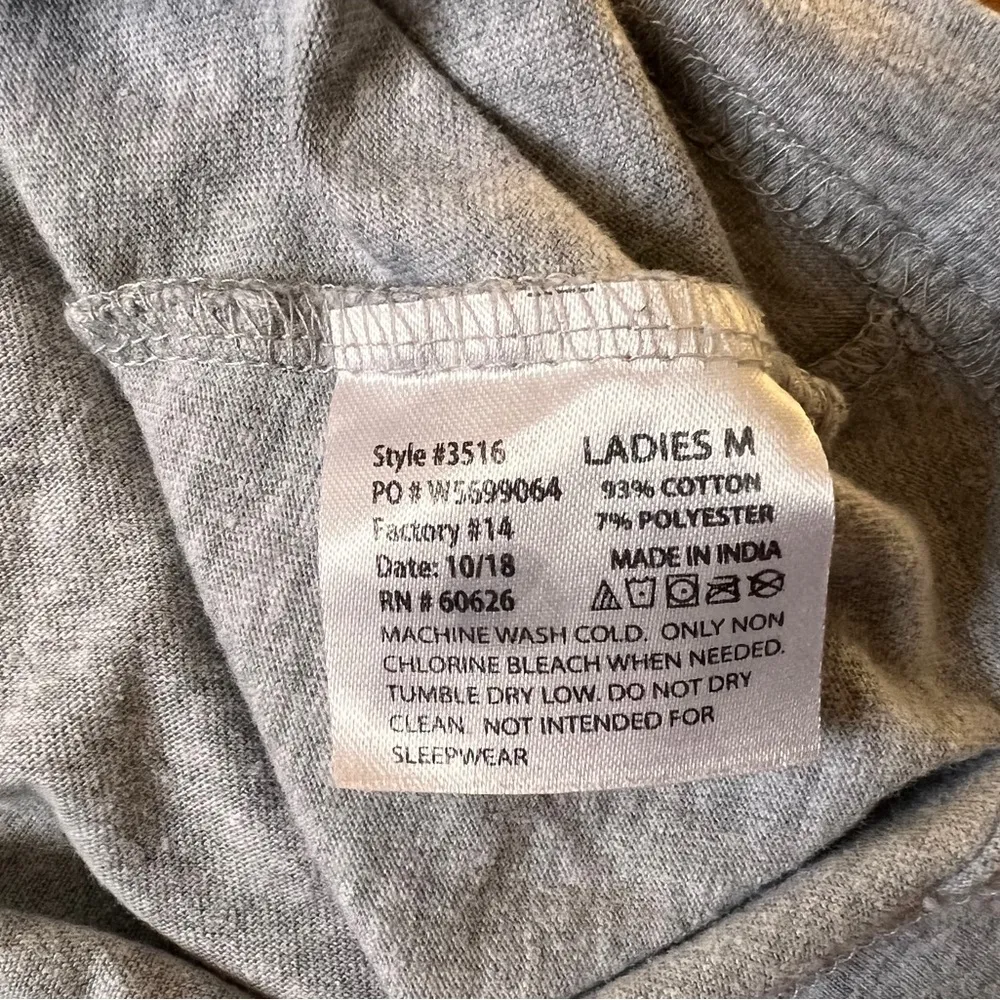 Style #3516
PO # W5699064
Factory #14
Date: 10/18
RN # 60626
LADIES M
93% COTTON
7% POLYESTER
MADE IN INDIA
MACHINE WASH COLD. ONLY NON
CHLORINE BLEACH WHEN NEEDED.
TUMBLE DRY LOW. DO NOT DRY
CLEAN. NOT INTENDED FOR
SLEEPWEAR